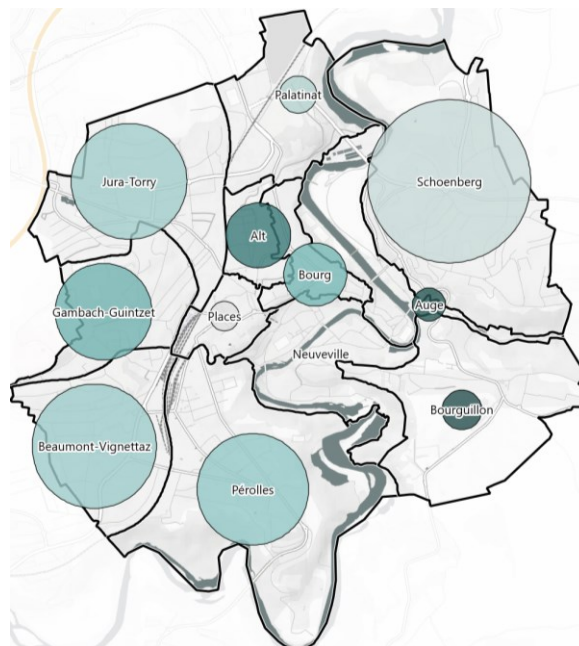 Palatinat
Jura-Torry
Schoenberg
Alt
Bourg
Gambach-Guintzet
Places
Auge
Neuveville
Bourguillon
Beaumont-Vignettaz
Pérolles